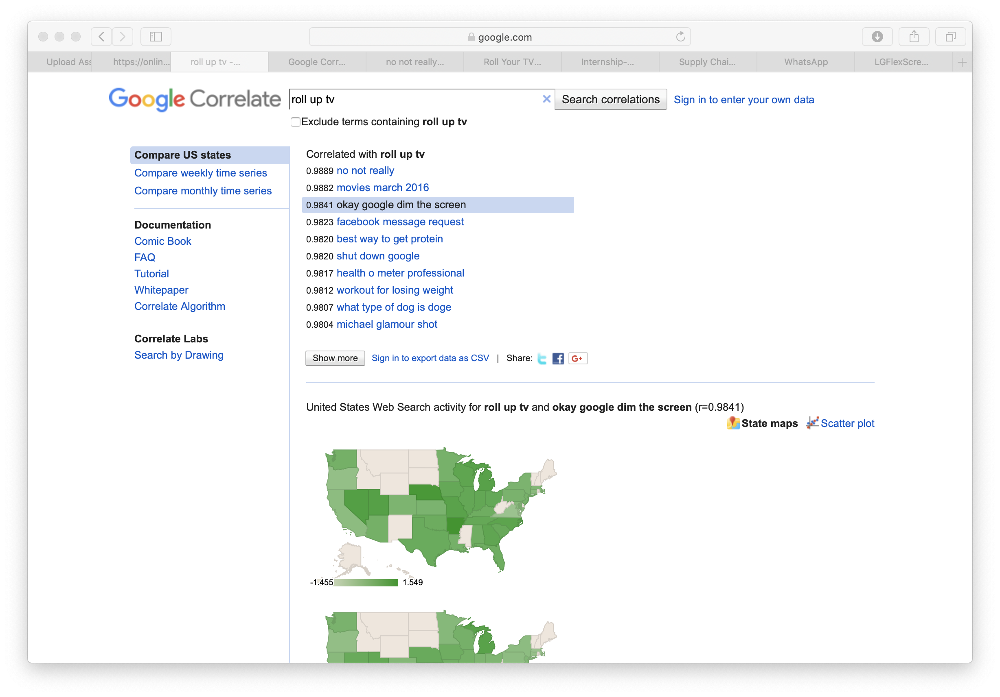 google.com
Upload Ass https://onlin... roll up tv -... Google Corr... no not really... Roll Your TV... Internship-... Supply Chai... WhatsApp LGFlexScre...
Google Correlate roll up tv Search correlations Sign in to enter your own data
Exclude terms containing roll up tv
Compare US states
Compare weekly time series
Compare monthly time series
Documentation
Comic Book
FAQ
Tutorial
Whitepaper
Correlate Algorithm
Correlate Labs
Search by Drawing
Correlated with roll up tv
0.9889 no not really
0.9882 movies march 2016
0.9841 okay google dim the screen
0.9823 facebook message request
0.9820 best way to get protein
0.9820 shut down google
0.9817 health o meter professional
0.9812 workout for losing weight
0.9807 what type of dog is doge
0.9804 michael glamour shot
Show more Sign in to export data as CSV | Share: G+
United States Web Search activity for roll up tv and okay google dim the screen (r=0.9841)
State maps Scatter plot
-1.455 1.549